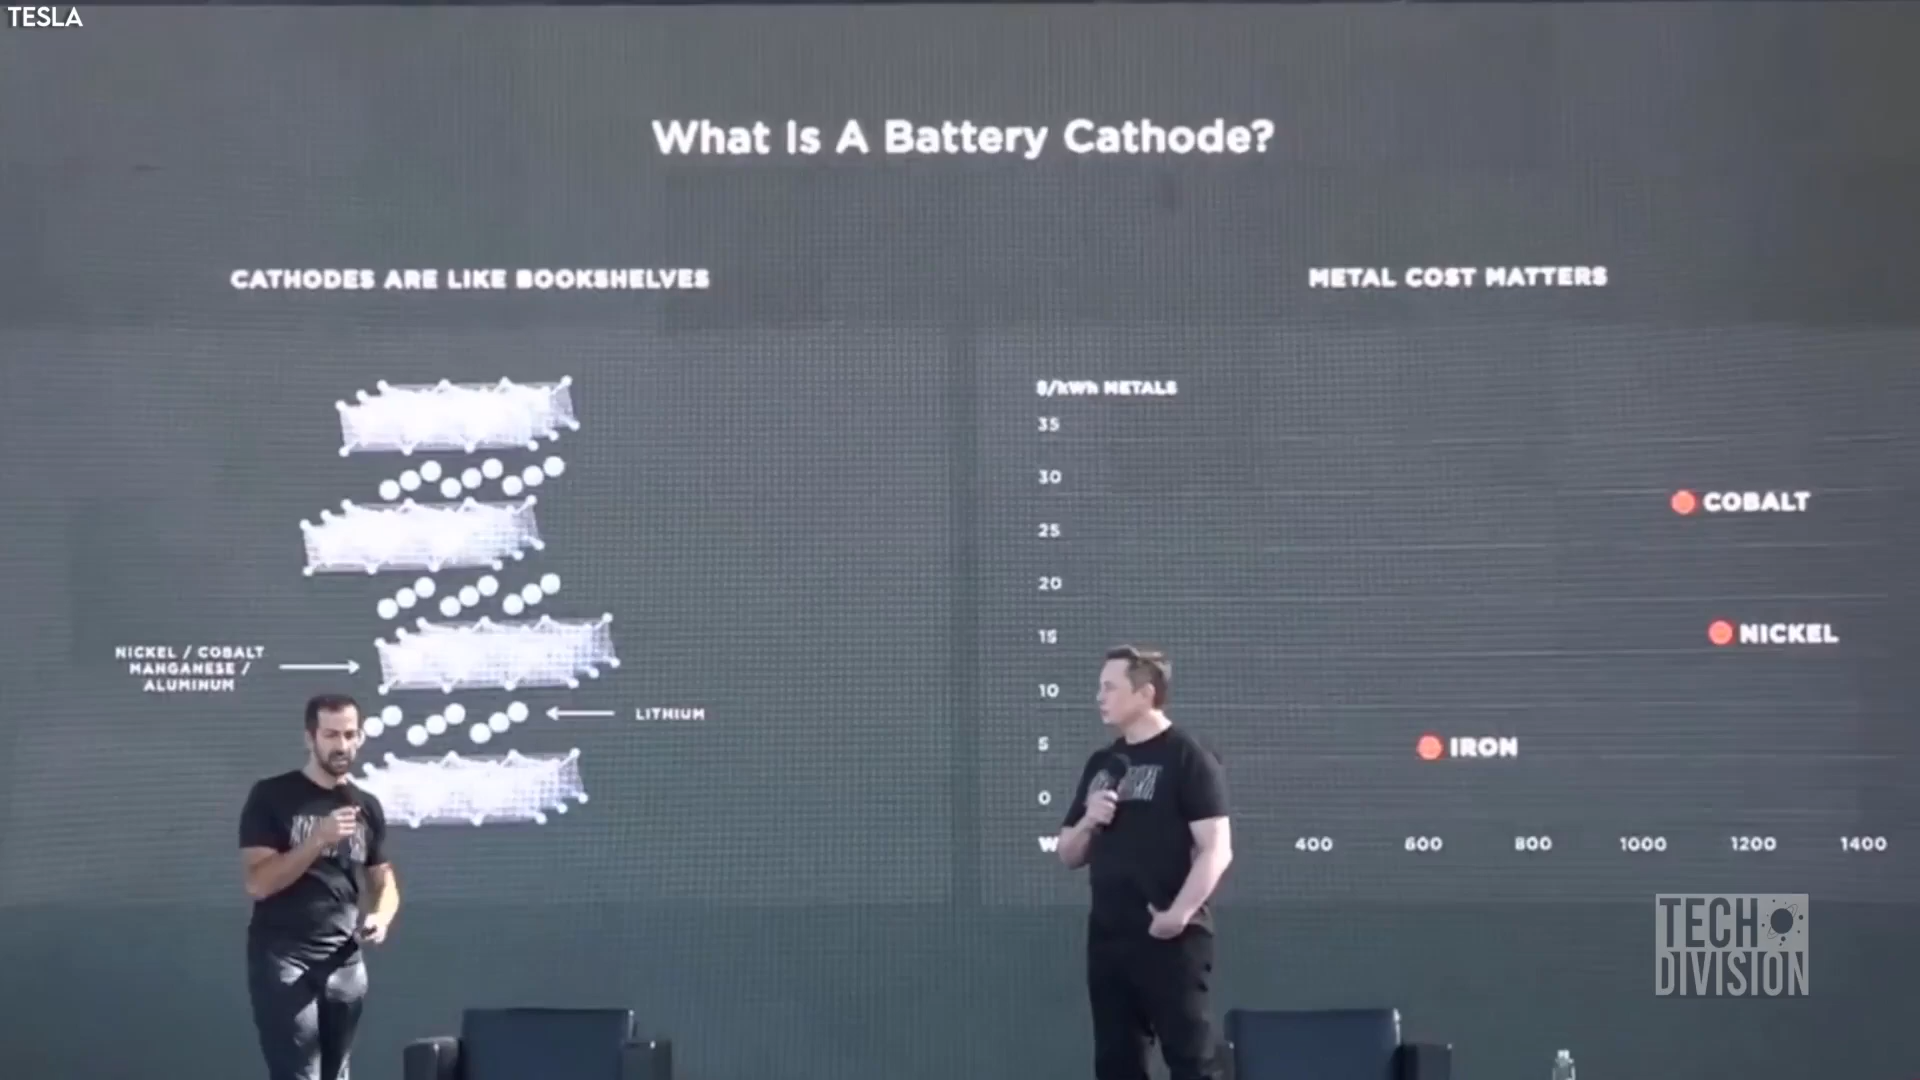 TESLA
What Is A Battery Cathode?
CATHODES ARE LIKE BOOKSHELVES
METAL COST MATTERS
NICKEL / COBALT
MANGANESE /
ALUMINUM
LITHIUM
$/kWh METALS
35
30
25
20
15
10
5
0
COBALT
NICKEL
IRON
400 600 800 1000 1200 1400
TECH
DIVISION